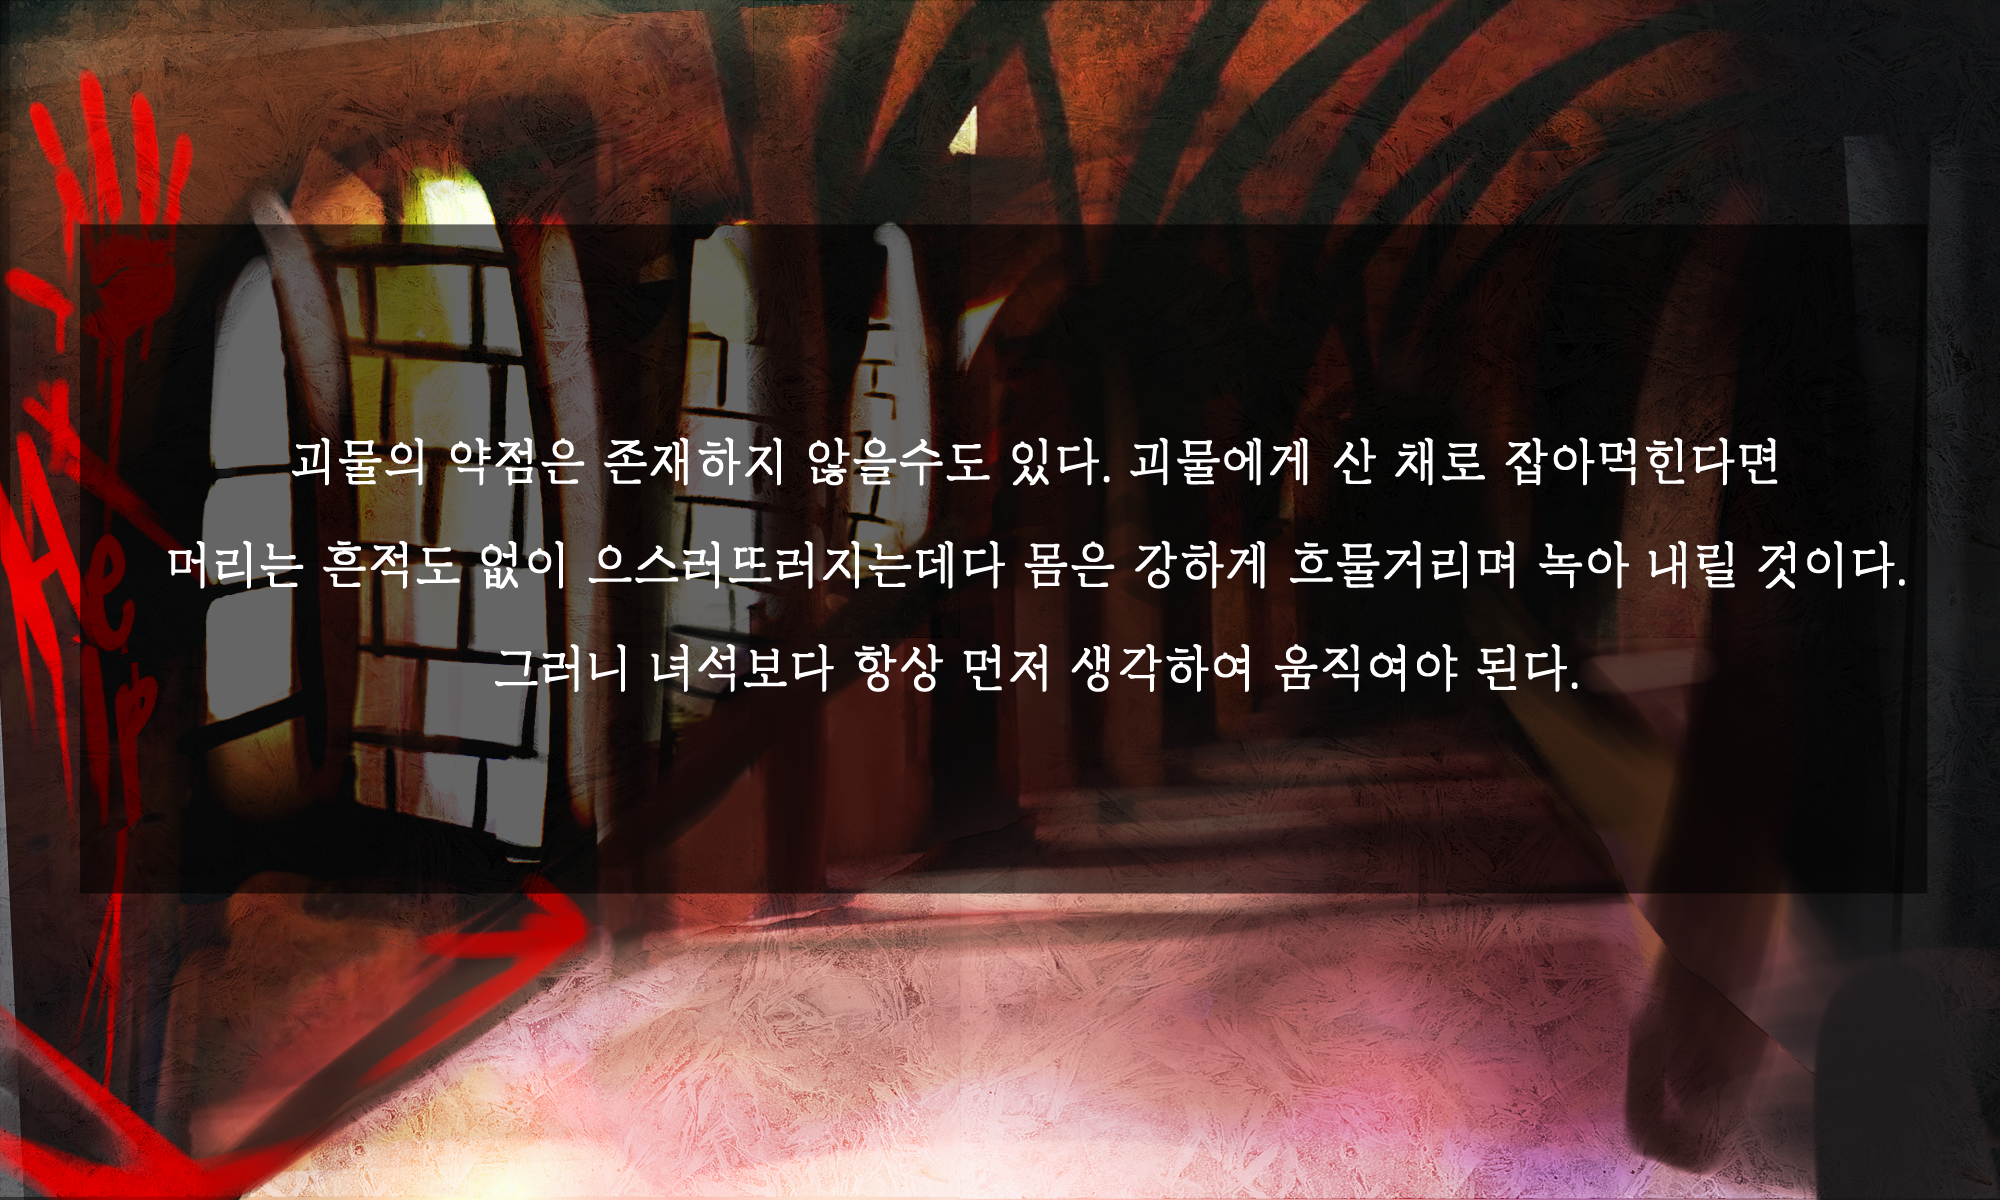 Help
괴물의 약점은 존재하지 않을수도 있다. 괴물에게 산 채로 잡아먹힌다면
머리는 흔적도 없이 으스러뜨러지는데다 몸은 강하게 흐물거리며 녹아 내릴 것이다.
그러니 녀석보다 항상 먼저 생각하여 움직여야 된다.